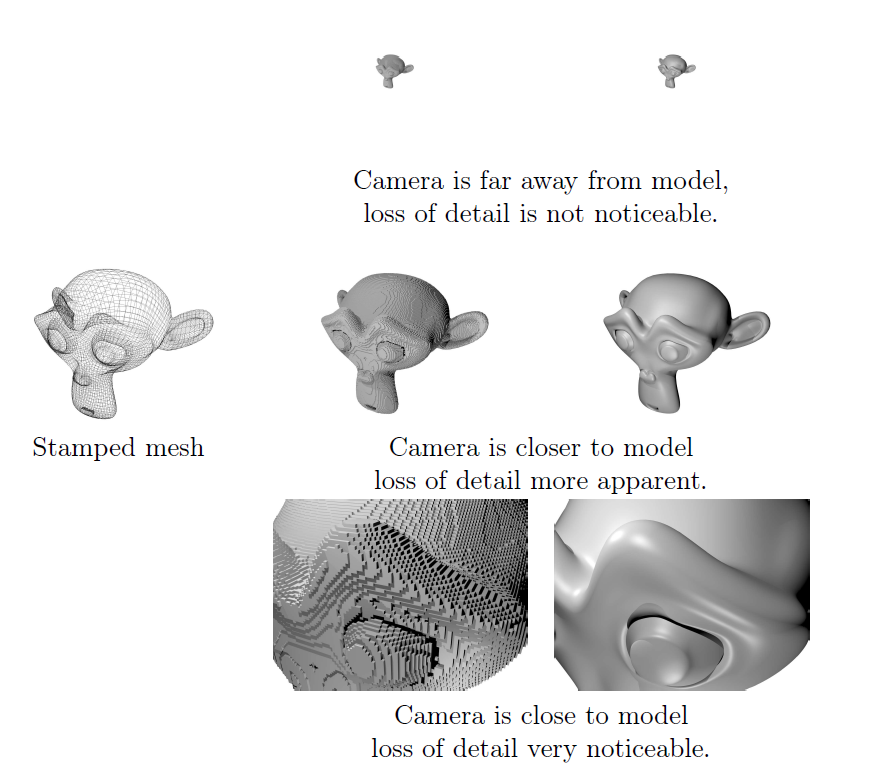 Camera is far away from model,
loss of detail is not noticeable.
Stamped mesh
Camera is closer to model
loss of detail more apparent.
Camera is close to model
loss of detail very noticeable.